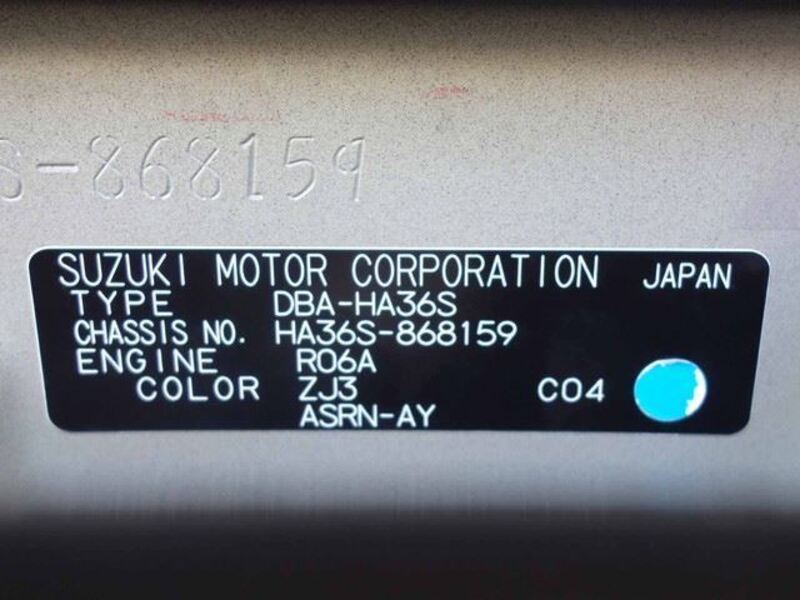 S-868159
SUZUKI MOTOR CORPORATION JAPAN
TYPE DBA-HA36S
CHASSIS NO. HA36S-868159
ENGINE R06A
COLOR ZJ3 C04
ASRN-AY